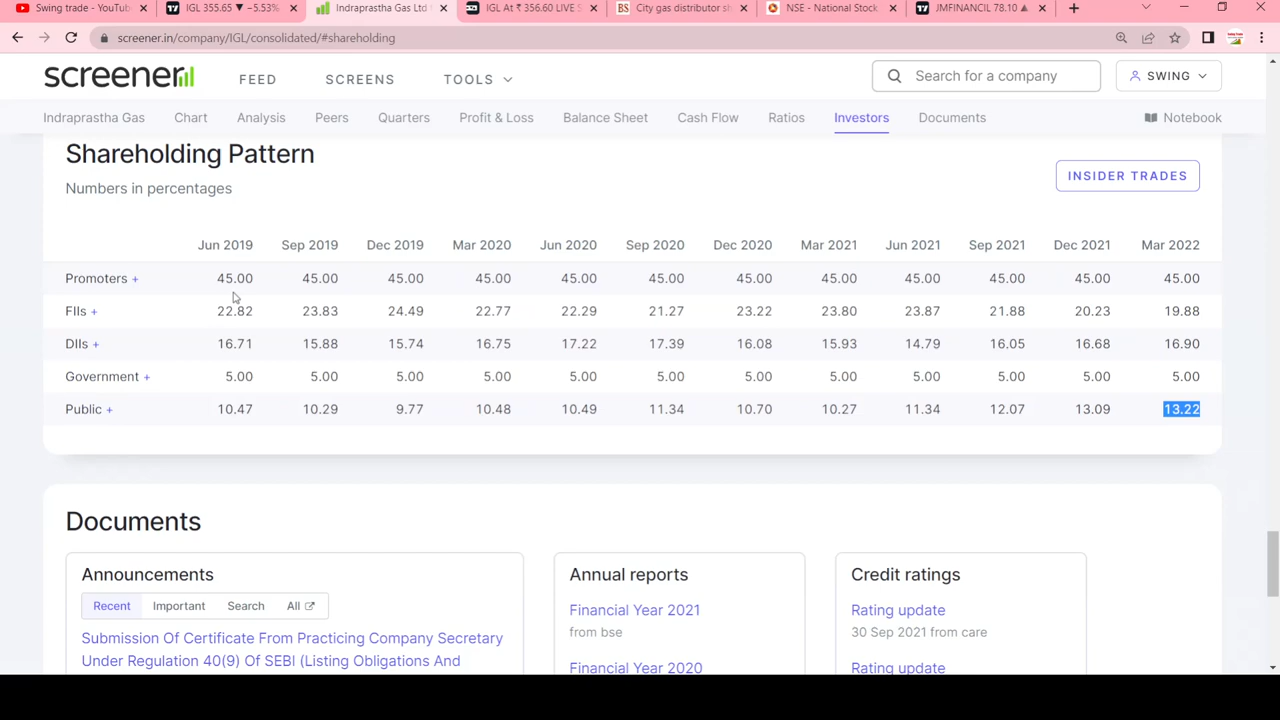 Swing trade - YouTube
IGL 355.65 ▼ −5.53%
Indraprastha Gas Ltd
IGL At ₹ 356.60 LIVE S
City gas distributor sh
NSE - National Stock
JMFINANCIL 78.10 ▲
screener.in/company/IGL/consolidated/#shareholding
screener
FEED
SCREENS
TOOLS
Search for a company
SWING
Indraprastha Gas
Chart
Analysis
Peers
Quarters
Profit & Loss
Balance Sheet
Cash Flow
Ratios
Investors
Documents
Notebook
Shareholding Pattern
Numbers in percentages
INSIDER TRADES
Jun 2019 Sep 2019 Dec 2019 Mar 2020 Jun 2020 Sep 2020 Dec 2020 Mar 2021 Jun 2021 Sep 2021 Dec 2021 Mar 2022
Promoters + 45.00 45.00 45.00 45.00 45.00 45.00 45.00 45.00 45.00 45.00 45.00 45.00
FIIs + 22.82 23.83 24.49 22.77 22.29 21.27 23.22 23.80 23.87 21.88 20.23 19.88
DIIs + 16.71 15.88 15.74 16.75 17.22 17.39 16.08 15.93 14.79 16.05 16.68 16.90
Government + 5.00 5.00 5.00 5.00 5.00 5.00 5.00 5.00 5.00 5.00 5.00 5.00
Public + 10.47 10.29 9.77 10.48 10.49 11.34 10.70 10.27 11.34 12.07 13.09 13.22
Documents
Announcements
Recent
Important
Search
All
Submission Of Certificate From Practicing Company Secretary
Under Regulation 40(9) Of SEBI (Listing Obligations And
Annual reports
Financial Year 2021
from bse
Financial Year 2020
Credit ratings
Rating update
30 Sep 2021 from care
Rating update